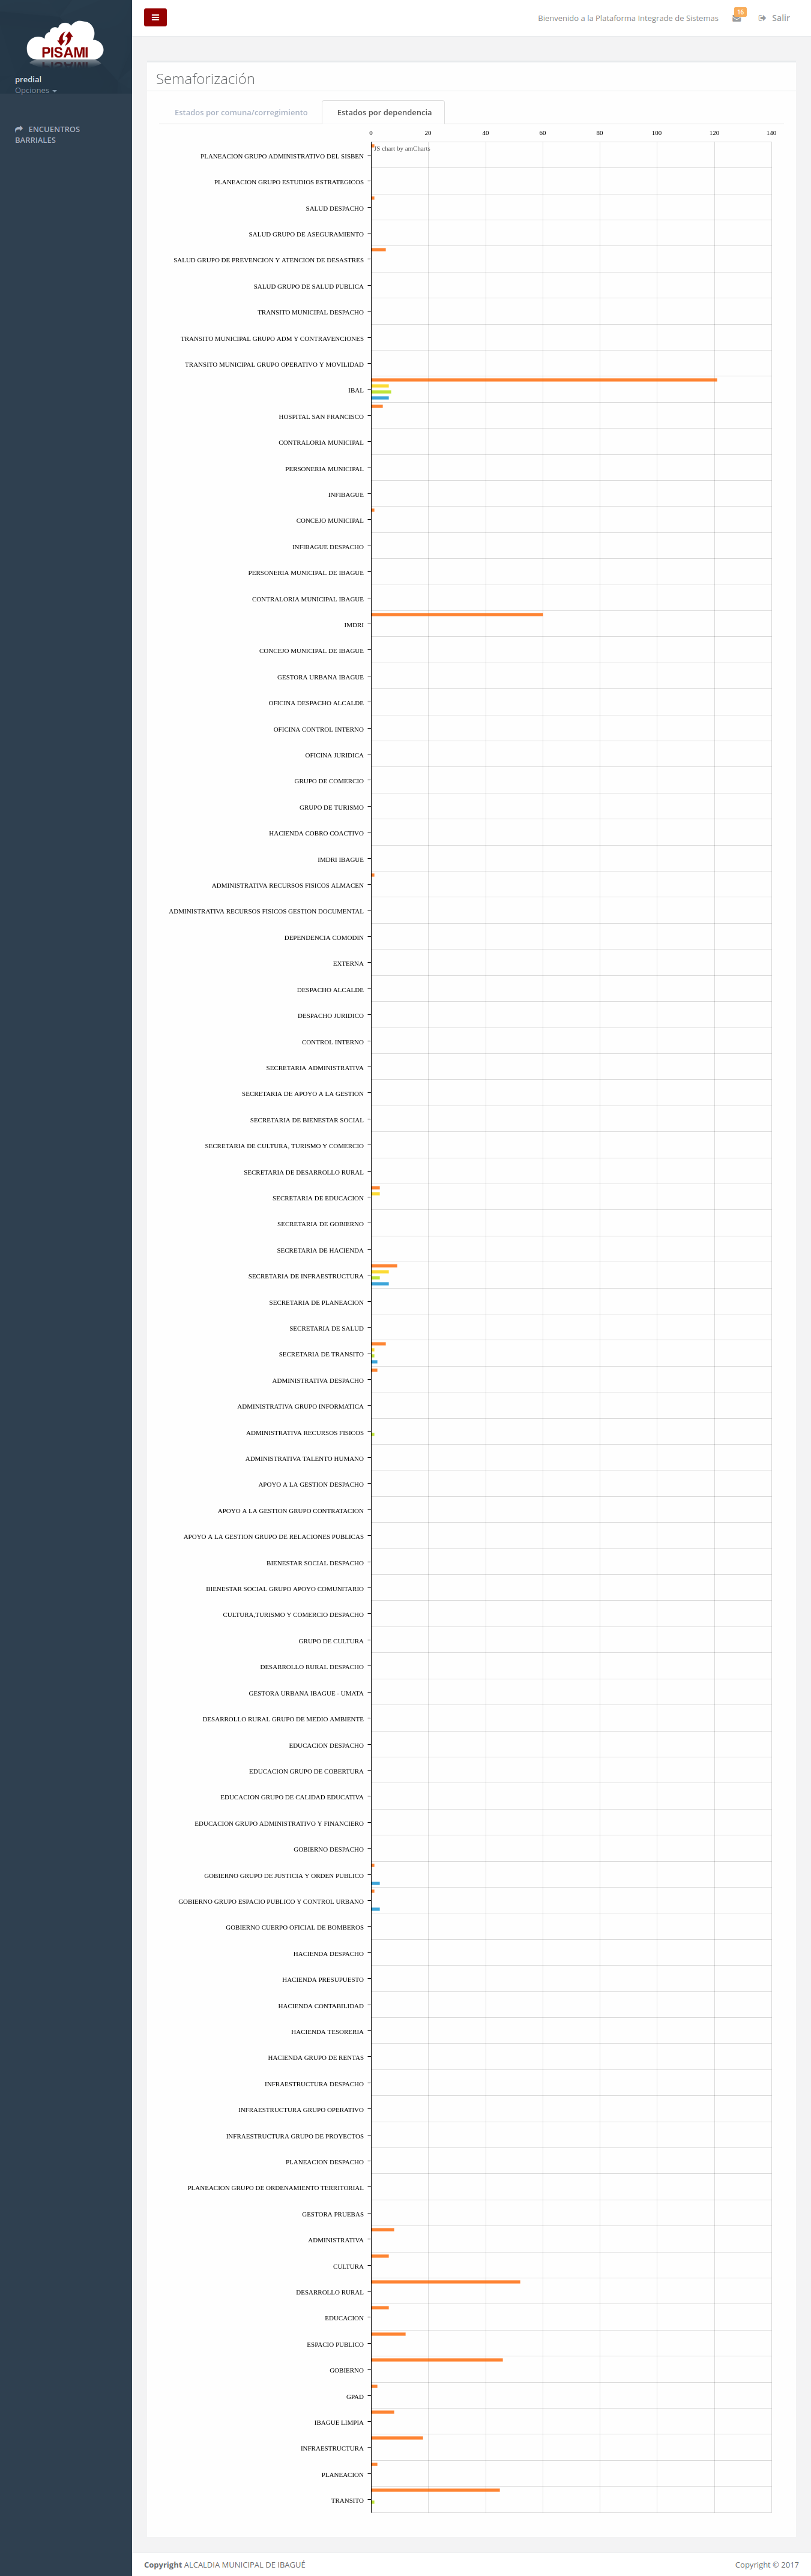 PISAMI
predial
Opciones
ENCUENTROS
BARRIALES
Bienvenido a la Plataforma Integrade de Sistemas
16
Salir
Semaforización
Estados por comuna/corregimiento
Estados por dependencia
0 20 40 60 80 100 120 140
JS chart by amCharts
PLANEACION GRUPO ADMINISTRATIVO DEL SISBEN
PLANEACION GRUPO ESTUDIOS ESTRATEGICOS
SALUD DESPACHO
SALUD GRUPO DE ASEGURAMIENTO
SALUD GRUPO DE PREVENCION Y ATENCION DE DESASTRES
SALUD GRUPO DE SALUD PUBLICA
TRANSITO MUNICIPAL DESPACHO
TRANSITO MUNICIPAL GRUPO ADM Y CONTRAVENCIONES
TRANSITO MUNICIPAL GRUPO OPERATIVO Y MOVILIDAD
IBAL
HOSPITAL SAN FRANCISCO
CONTRALORIA MUNICIPAL
PERSONERIA MUNICIPAL
INFIBAGUE
CONCEJO MUNICIPAL
INFIBAGUE DESPACHO
PERSONERIA MUNICIPAL DE IBAGUE
CONTRALORIA MUNICIPAL IBAGUE
IMDRI
CONCEJO MUNICIPAL DE IBAGUE
GESTORA URBANA IBAGUE
OFICINA DESPACHO ALCALDE
OFICINA CONTROL INTERNO
OFICINA JURIDICA
GRUPO DE COMERCIO
GRUPO DE TURISMO
HACIENDA COBRO COACTIVO
IMDRI IBAGUE
ADMINISTRATIVA RECURSOS FISICOS ALMACEN
ADMINISTRATIVA RECURSOS FISICOS GESTION DOCUMENTAL
DEPENDENCIA COMODIN
EXTERNA
DESPACHO ALCALDE
DESPACHO JURIDICO
CONTROL INTERNO
SECRETARIA ADMINISTRATIVA
SECRETARIA DE APOYO A LA GESTION
SECRETARIA DE BIENESTAR SOCIAL
SECRETARIA DE CULTURA, TURISMO Y COMERCIO
SECRETARIA DE DESARROLLO RURAL
SECRETARIA DE EDUCACION
SECRETARIA DE GOBIERNO
SECRETARIA DE HACIENDA
SECRETARIA DE INFRAESTRUCTURA
SECRETARIA DE PLANEACION
SECRETARIA DE SALUD
SECRETARIA DE TRANSITO
ADMINISTRATIVA DESPACHO
ADMINISTRATIVA GRUPO INFORMATICA
ADMINISTRATIVA RECURSOS FISICOS
ADMINISTRATIVA TALENTO HUMANO
APOYO A LA GESTION DESPACHO
APOYO A LA GESTION GRUPO CONTRATACION
APOYO A LA GESTION GRUPO DE RELACIONES PUBLICAS
BIENESTAR SOCIAL DESPACHO
BIENESTAR SOCIAL GRUPO APOYO COMUNITARIO
CULTURA,TURISMO Y COMERCIO DESPACHO
GRUPO DE CULTURA
DESARROLLO RURAL DESPACHO
GESTORA URBANA IBAGUE - UMATA
DESARROLLO RURAL GRUPO DE MEDIO AMBIENTE
EDUCACION DESPACHO
EDUCACION GRUPO DE COBERTURA
EDUCACION GRUPO DE CALIDAD EDUCATIVA
EDUCACION GRUPO ADMINISTRATIVO Y FINANCIERO
GOBIERNO DESPACHO
GOBIERNO GRUPO DE JUSTICIA Y ORDEN PUBLICO
GOBIERNO GRUPO ESPACIO PUBLICO Y CONTROL URBANO
GOBIERNO CUERPO OFICIAL DE BOMBEROS
HACIENDA DESPACHO
HACIENDA PRESUPUESTO
HACIENDA CONTABILIDAD
HACIENDA TESORERIA
HACIENDA GRUPO DE RENTAS
INFRAESTRUCTURA DESPACHO
INFRAESTRUCTURA GRUPO OPERATIVO
INFRAESTRUCTURA GRUPO DE PROYECTOS
PLANEACION DESPACHO
PLANEACION GRUPO DE ORDENAMIENTO TERRITORIAL
GESTORA PRUEBAS
ADMINISTRATIVA
CULTURA
DESARROLLO RURAL
EDUCACION
ESPACIO PUBLICO
GOBIERNO
GPAD
IBAGUE LIMPIA
INFRAESTRUCTURA
PLANEACION
TRANSITO
Copyright ALCALDIA MUNICIPAL DE IBAGUÉ
Copyright © 2017